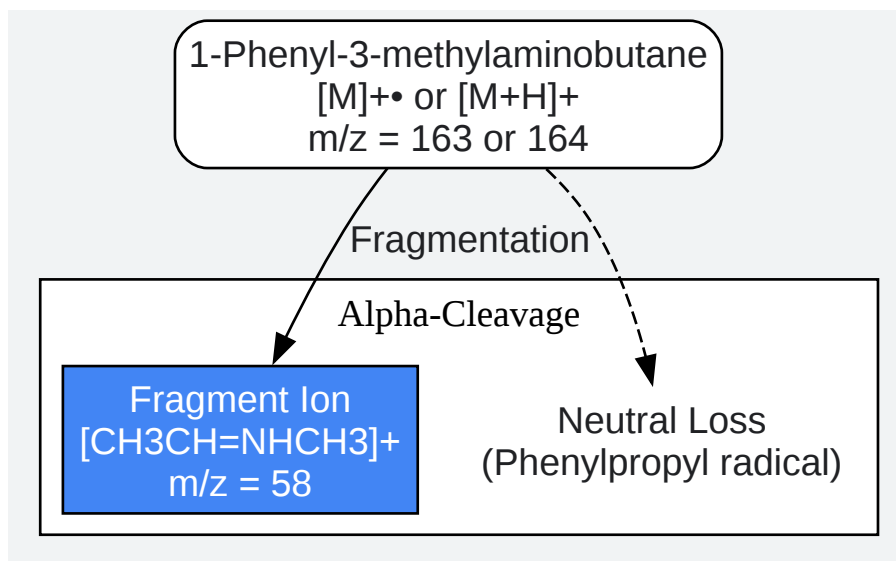 1-Phenyl-3-methylaminobutane
[M]+• or [M+H]+
m/z = 163 or 164
Fragmentation
Alpha-Cleavage
Fragment Ion
[CH3CH=NHCH3]+
m/z = 58
Neutral Loss
(Phenylpropyl radical)